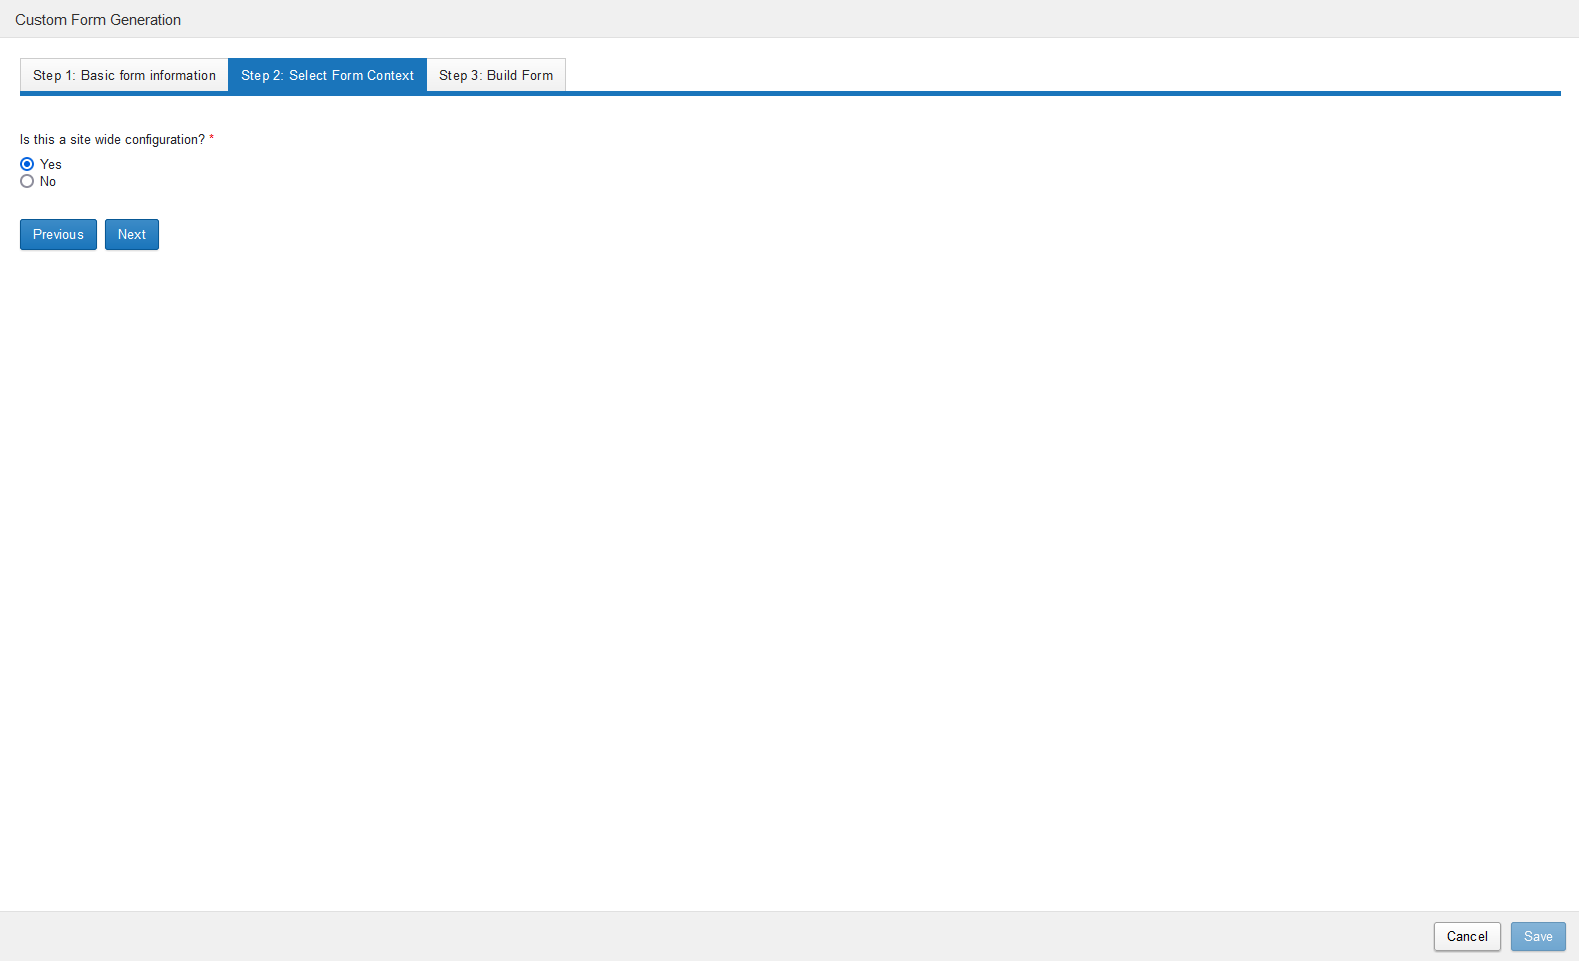 Custom Form Generation
Step 1: Basic form information Step 2: Select Form Context Step 3: Build Form
Is this a site wide configuration? *
Yes
No
Previous Next
Cancel Save